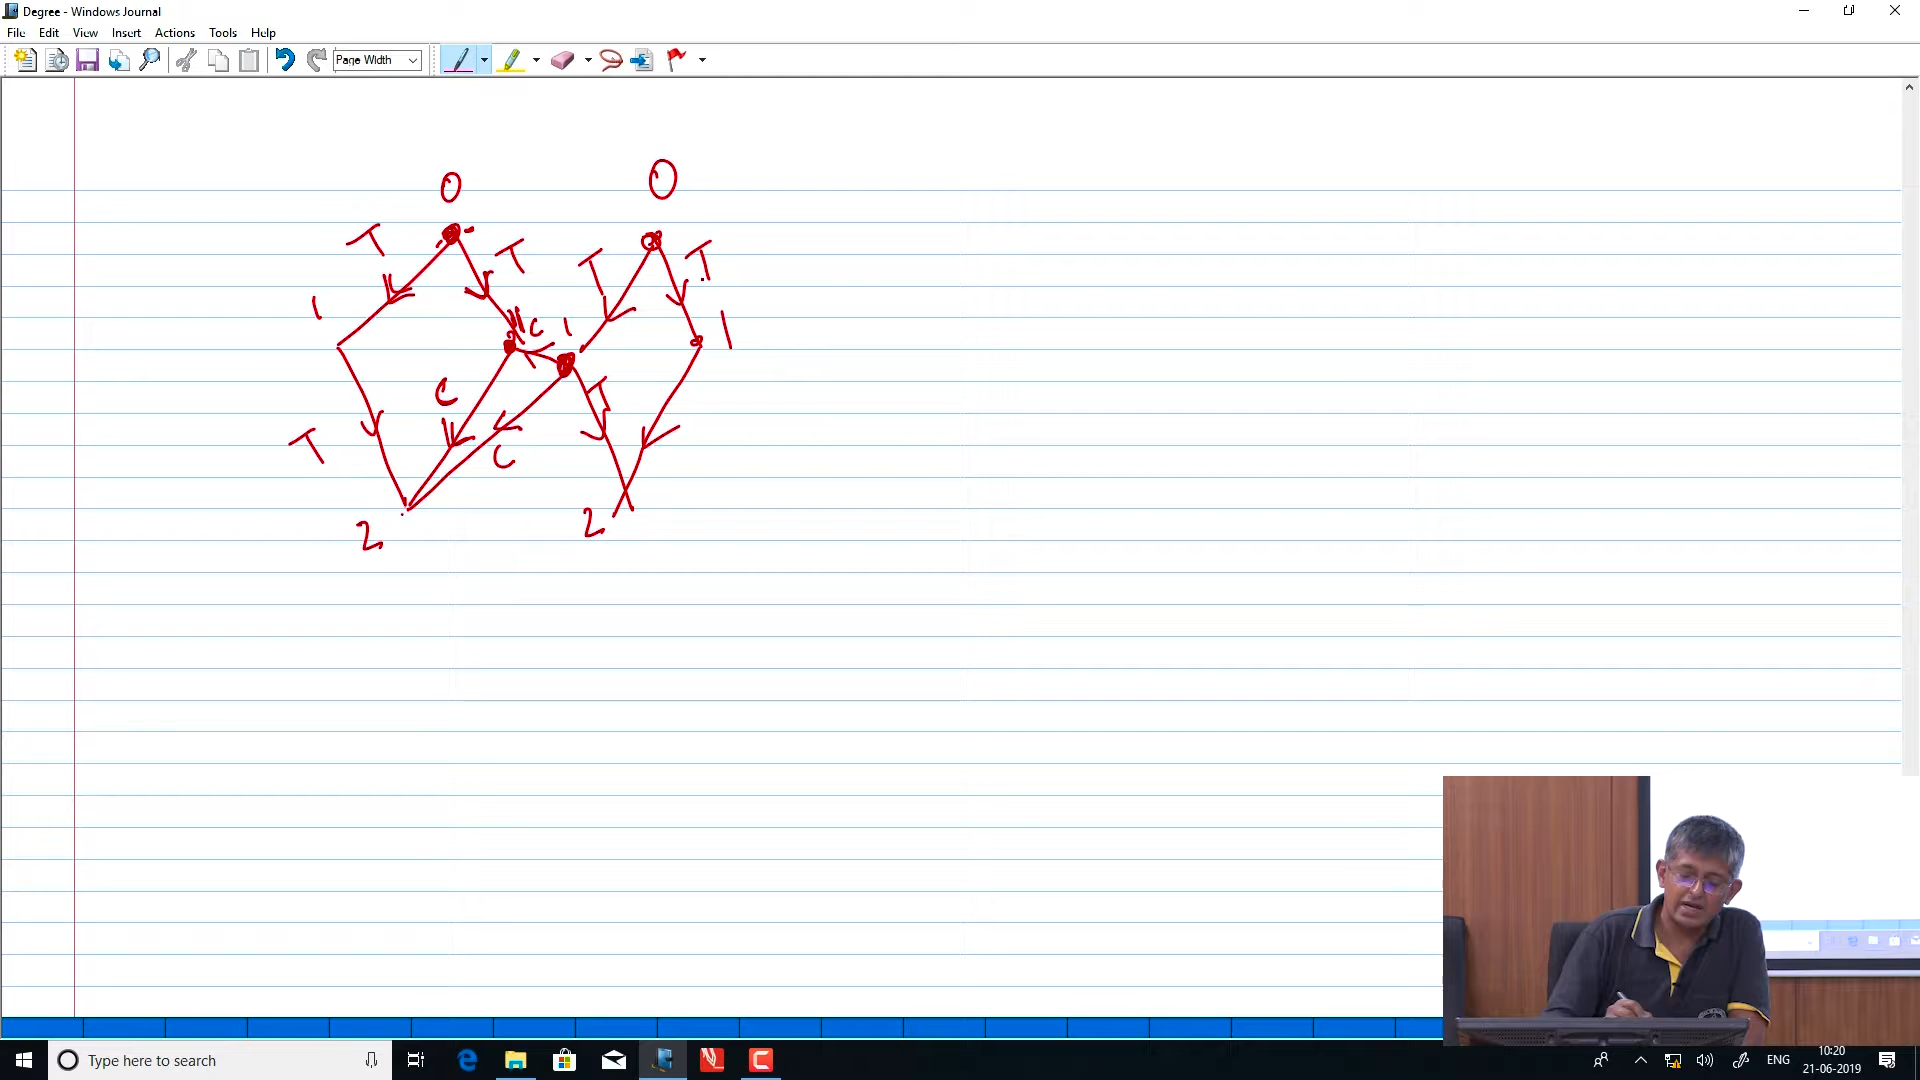 Degree - Windows Journal
File Edit View Insert Actions Tools Help
Page Width
0 0
T T T T
1 1 C 1 1
C T
T C
2 2
Type here to search
ENG
10:20
21-06-2019